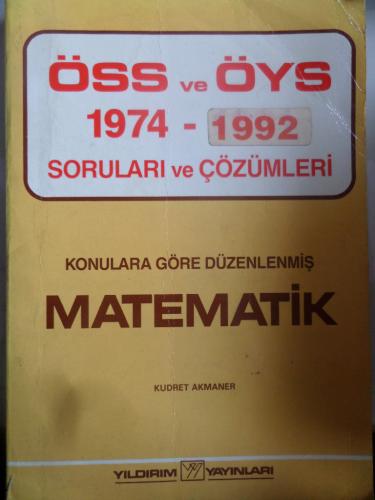 ÖSS ve ÖYS
1974 - 1992
SORULARI ve ÇÖZÜMLERİ
KONULARA GÖRE DÜZENLENMİŞ
MATEMATİK
KUDRET AKMANER
YILDIRIM YAYINLARI